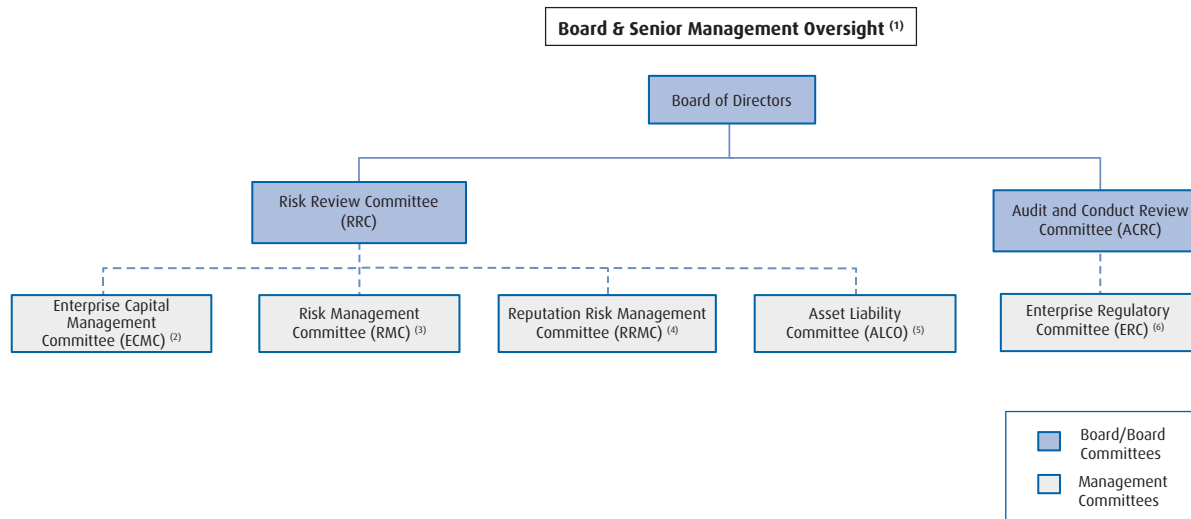 Board & Senior Management Oversight (1)
Board of Directors
Risk Review Committee
(RRC)
Audit and Conduct Review
Committee (ACRC)
Enterprise Capital
Management
Committee (ECMC) (2)
Risk Management
Committee (RMC) (3)
Reputation Risk Management
Committee (RRMC) (4)
Asset Liability
Committee (ALCO) (5)
Enterprise Regulatory
Committee (ERC) (6)
Board/Board
Committees
Management
Committees